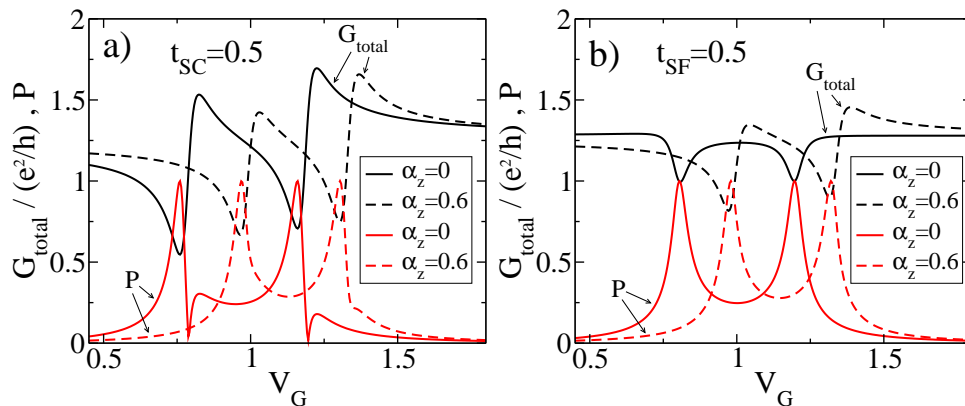 a)
t_SC=0.5
G_total
G_total / (e²/h) , P
2
1.5
1
0.5
0
α_z=0
α_z=0.6
α_z=0
α_z=0.6
P
0.5 1 1.5
V_G
b)
t_SF=0.5
G_total
G_total / (e²/h) , P
2
1.5
1
0.5
0
α_z=0
α_z=0.6
α_z=0
α_z=0.6
P
0.5 1 1.5
V_G